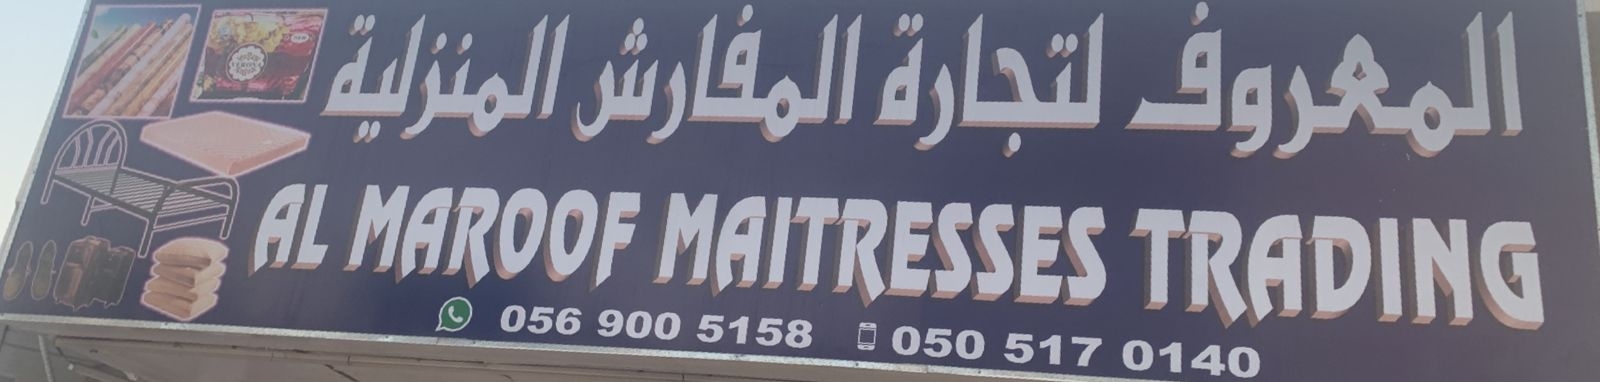 المعروف لتجارة المفارش المنزلية
AL MAROOF MAITRESSES TRADING
056 900 5158
050 517 0140